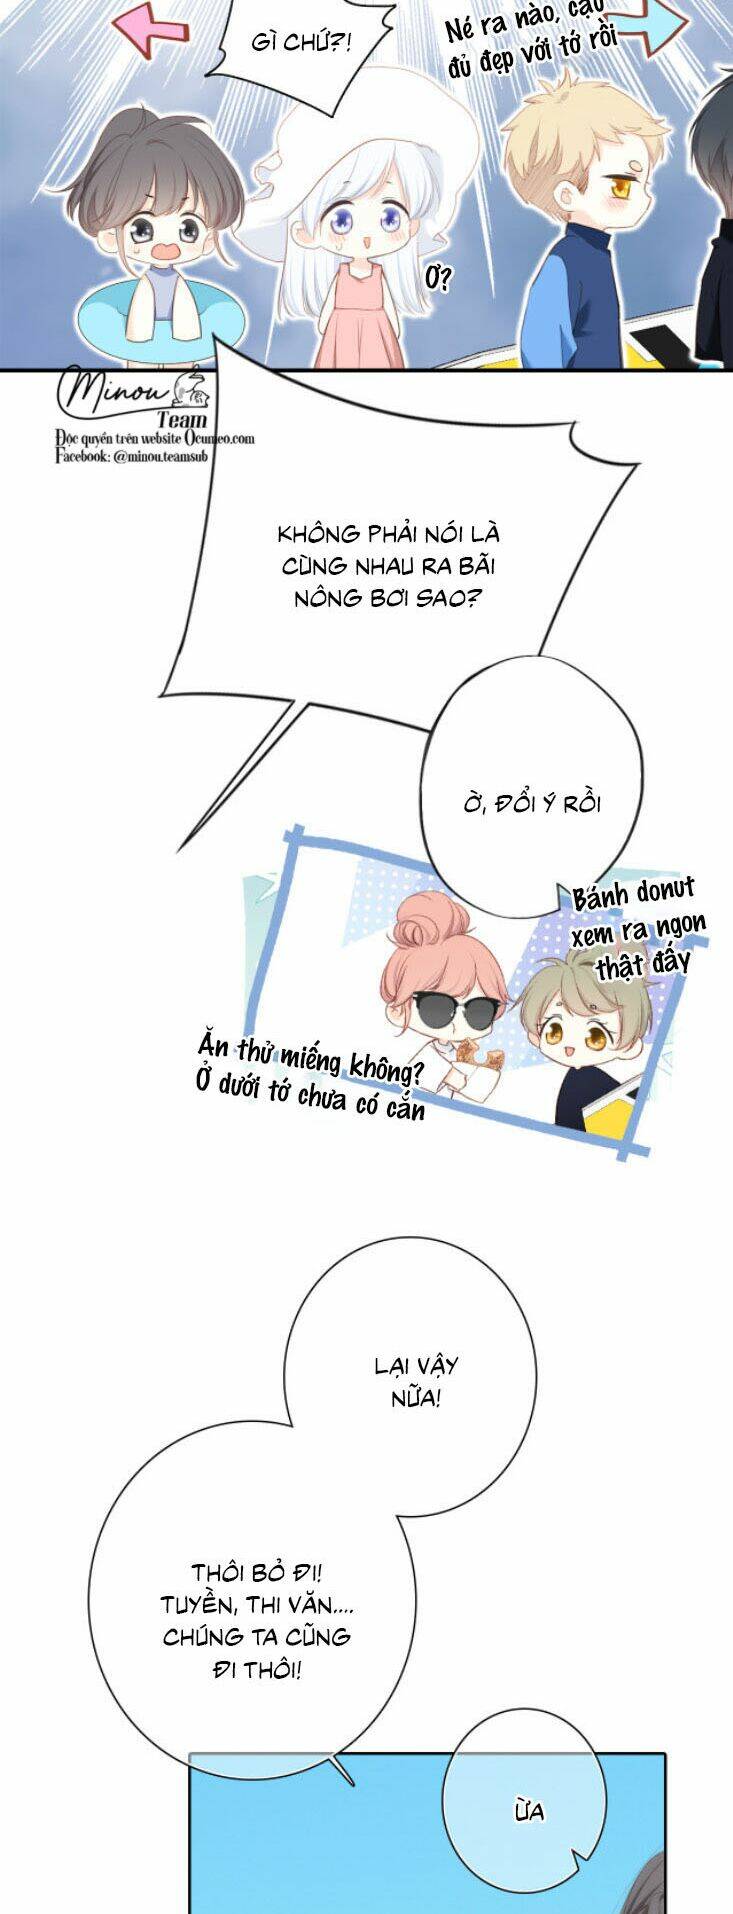 GÌ CHỨ?!
Né ra nào, cậu
đủ đẹp với tớ rồi
Ơ?
Minou
Team
Độc quyền trên website Ocumeo.com
Facebook: @minou.teamsub
KHÔNG PHẢI NÓI LÀ
CÙNG NHAU RA BÃI
NÔNG BƠI SAO?
Ờ, ĐỔI Ý RỒI
Bánh donut
xem ra ngon
thật đấy
Ăn thử miếng không?
Ở dưới tớ chưa có cắn
LẠI VẬY
NỮA!
THÔI BỎ ĐI!
TUYỀN, THI VĂN....
CHÚNG TA CŨNG
ĐI THÔI!
ỪA